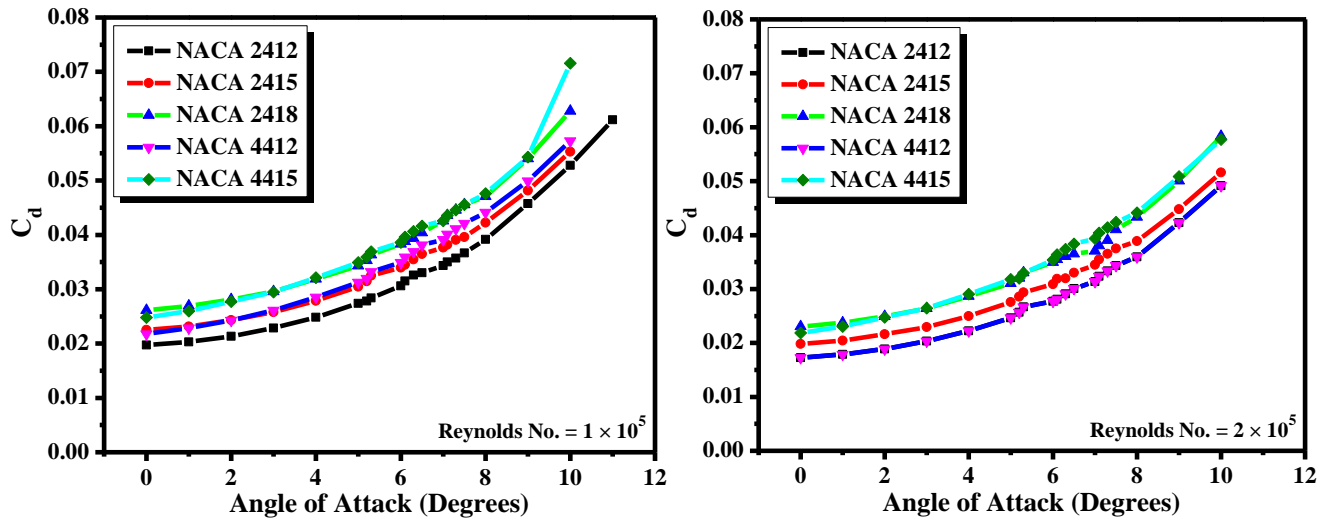 0.08
0.07
0.06
0.05
0.04
0.03
0.02
0.01
0.00
C_d
NACA 2412
NACA 2415
NACA 2418
NACA 4412
NACA 4415
Reynolds No. = 1 × 10^5
0 2 4 6 8 10 12
Angle of Attack (Degrees)
0.08
0.07
0.06
0.05
0.04
0.03
0.02
0.01
0.00
C_d
NACA 2412
NACA 2415
NACA 2418
NACA 4412
NACA 4415
Reynolds No. = 2 × 10^5
0 2 4 6 8 10 12
Angle of Attack (Degrees)